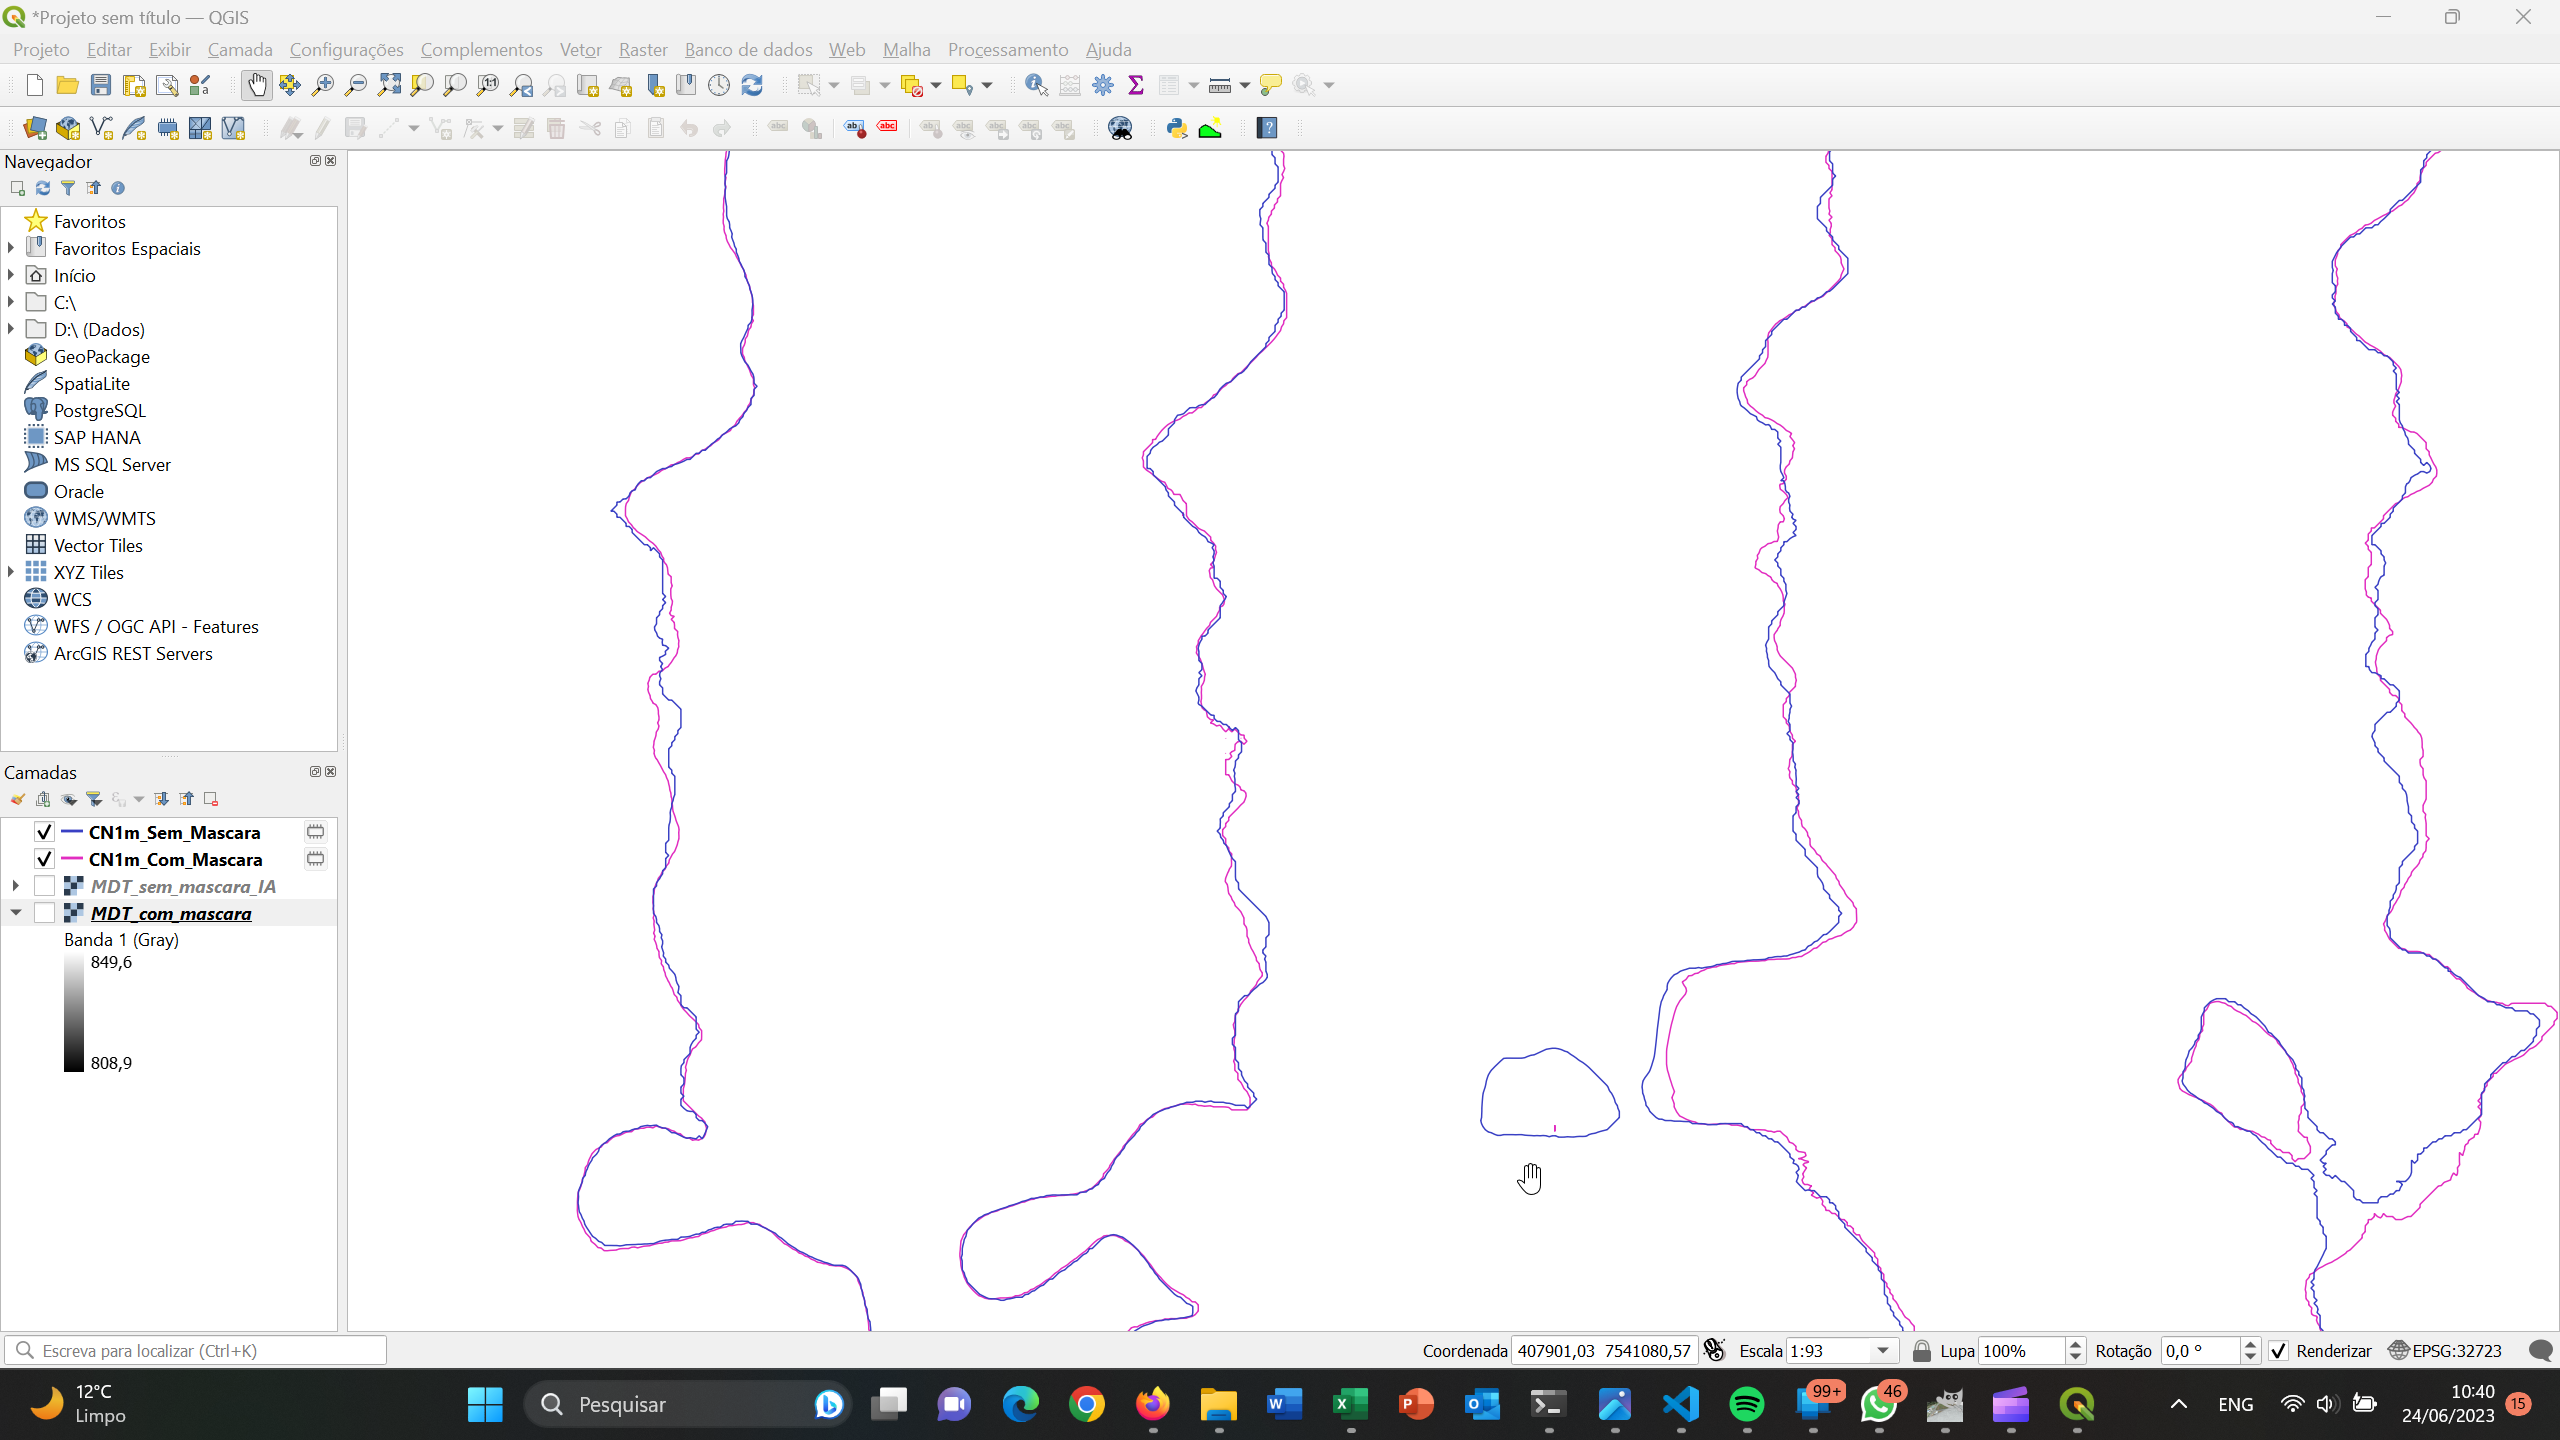 *Projeto sem título — QGIS
Projeto Editar Exibir Camada Configurações Complementos Vetor Raster Banco de dados Web Malha Processamento Ajuda
Navegador
Favoritos
Favoritos Espaciais
Início
C:\
D:\ (Dados)
GeoPackage
SpatiaLite
PostgreSQL
SAP HANA
MS SQL Server
Oracle
WMS/WMTS
Vector Tiles
XYZ Tiles
WCS
WFS / OGC API - Features
ArcGIS REST Servers
Camadas
CN1m_Sem_Mascara
CN1m_Com_Mascara
MDT_sem_mascara_IA
MDT_com_mascara
Banda 1 (Gray)
849,6
808,9
Escreva para localizar (Ctrl+K)
Coordenada 407901,03 7541080,57 Escala 1:93 Lupa 100% Rotação 0,0 ° Renderizar EPSG:32723
12°C
Limpo
Pesquisar
99+
46
ENG
10:40
24/06/2023
15